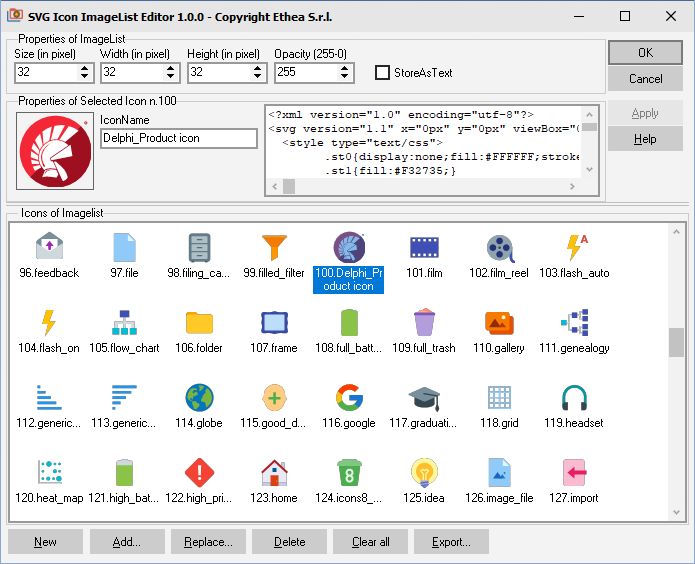 SVG Icon ImageList Editor 1.0.0 - Copyright Ethea S.r.l.
Properties of ImageList
Size (in pixel) Width (in pixel) Height (in pixel) Opacity (255-0)
32 32 32 255 StoreAsText
OK
Cancel
Properties of Selected Icon n.100
IconName
Delphi_Product icon
<?xml version="1.0" encoding="utf-8"?>
<svg version="1.1" x="0px" y="0px" viewBox="0
<style type="text/css">
.st0{display:none;fill:#FFFFFF;stroke
.st1{fill:#F32735;}
Apply
Help
Icons of Imagelist
96.feedback 97.file 98.filing_ca... 99.filled_filter 100.Delphi_Pr 101.film 102.film_reel 103.flash_auto
oduct icon
104.flash_on 105.flow_chart 106.folder 107.frame 108.full_batt... 109.full_trash 110.gallery 111.genealogy
112.generic... 113.generic... 114.globe 115.good_d... 116.google 117.graduati... 118.grid 119.headset
120.heat_map 121.high_bat... 122.high_pri... 123.home 124.icons8_... 125.idea 126.image_file 127.import
New Add... Replace... Delete Clear all Export...